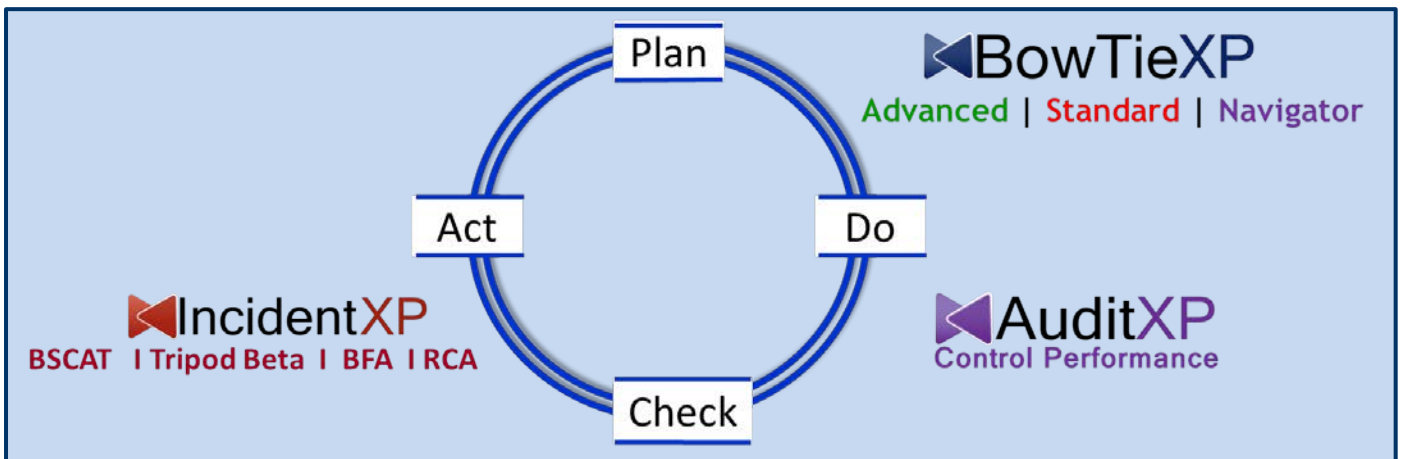 Plan
BowTieXP
Advanced | Standard | Navigator
Act
Do
IncidentXP
BSCAT I Tripod Beta I BFA I RCA
AuditXP
Control Performance
Check